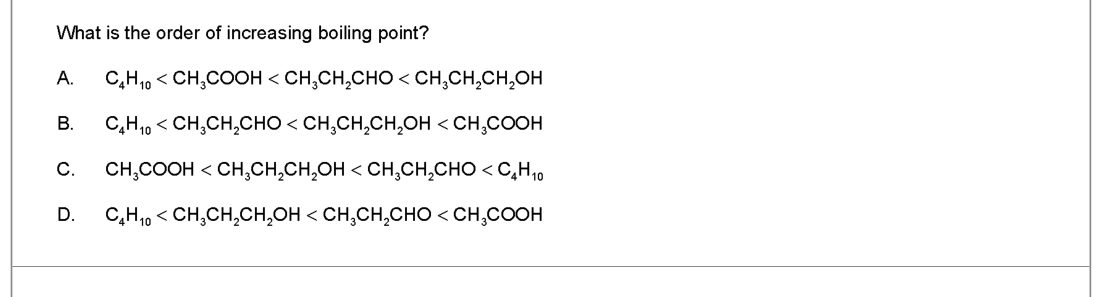 What is the order of increasing boiling point?
A. C₄H₁₀ < CH₃COOH < CH₃CH₂CHO < CH₃CH₂CH₂OH
B. C₄H₁₀ < CH₃CH₂CHO < CH₃CH₂CH₂OH < CH₃COOH
C. CH₃COOH < CH₃CH₂CH₂OH < CH₃CH₂CHO < C₄H₁₀
D. C₄H₁₀ < CH₃CH₂CH₂OH < CH₃CH₂CHO < CH₃COOH